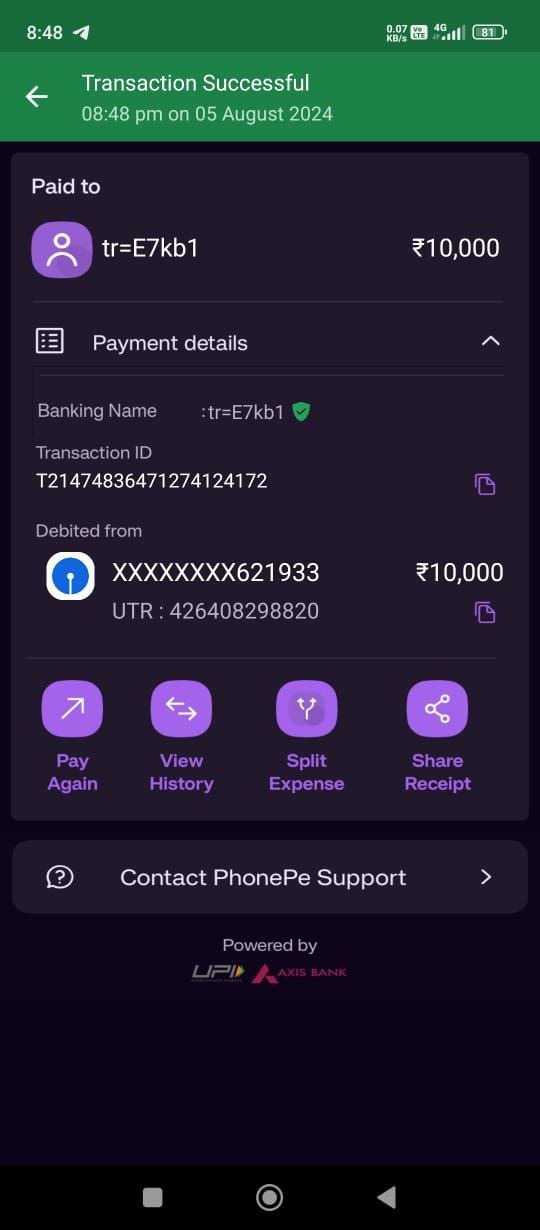 8:48
0.07 KB/s Vo LTE 4G 81
Transaction Successful
08:48 pm on 05 August 2024
Paid to
tr=E7kb1 ₹10,000
Payment details
Banking Name :tr=E7kb1
Transaction ID
T21474836471274124172
Debited from
XXXXXXXX621933 ₹10,000
UTR : 426408298820
Pay Again
View History
Split Expense
Share Receipt
Contact PhonePe Support
Powered by
UPI AXIS BANK